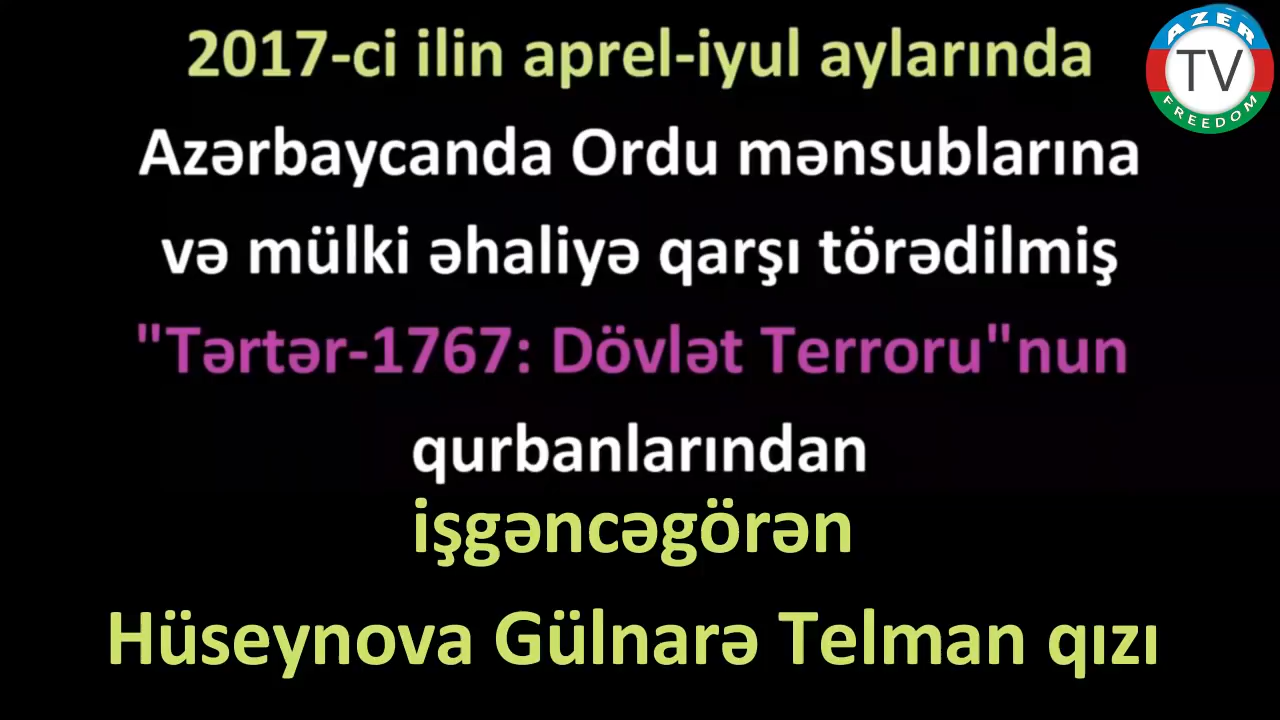 2017-ci ilin aprel-iyul aylarında
Azərbaycanda Ordu mənsublarına
və mülki əhaliyə qarşı törədilmiş
"Tərtər-1767: Dövlət Terroru"nun
qurbanlarından
işgəncəgörən
Hüseynova Gülnarə Telman qızı
AZER
TV
FREEDOM